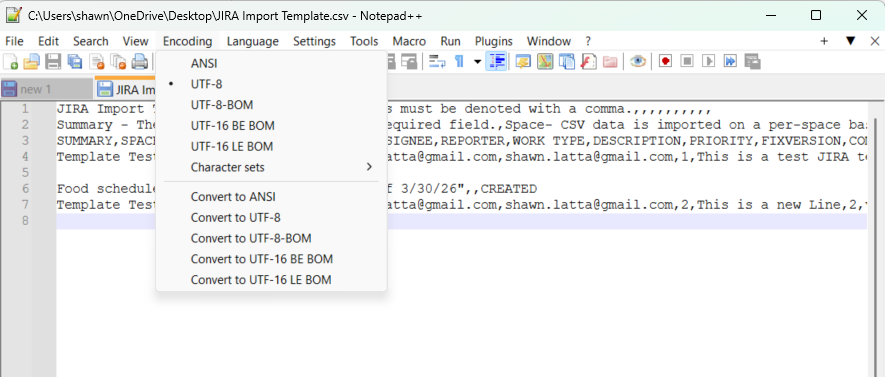 C:\Users\shawn\OneDrive\Desktop\JIRA Import Template.csv - Notepad++
File Edit Search View Encoding Language Settings Tools Macro Run Plugins Window ? + ▼ X
new 1 JIRA Im
ANSI
• UTF-8
UTF-8-BOM
UTF-16 BE BOM
UTF-16 LE BOM
Character sets >
Convert to ANSI
Convert to UTF-8
Convert to UTF-8-BOM
Convert to UTF-16 BE BOM
Convert to UTF-16 LE BOM
1 JIRA Import T s must be denoted with a comma.,,,,,,,,,,,
2 Summary - The equired field.,Space- CSV data is imported on a per-space ba
3 SUMMARY,SPAC SIGNEE,REPORTER,WORK TYPE,DESCRIPTION,PRIORITY,FIXVERSION,COM
4 Template Test atta@gmail.com,shawn.latta@gmail.com,1,This is a test JIRA t
5
6 Food schedule f 3/30/26",,CREATED
7 Template Test atta@gmail.com,shawn.latta@gmail.com,2,This is a new Line,2,
8